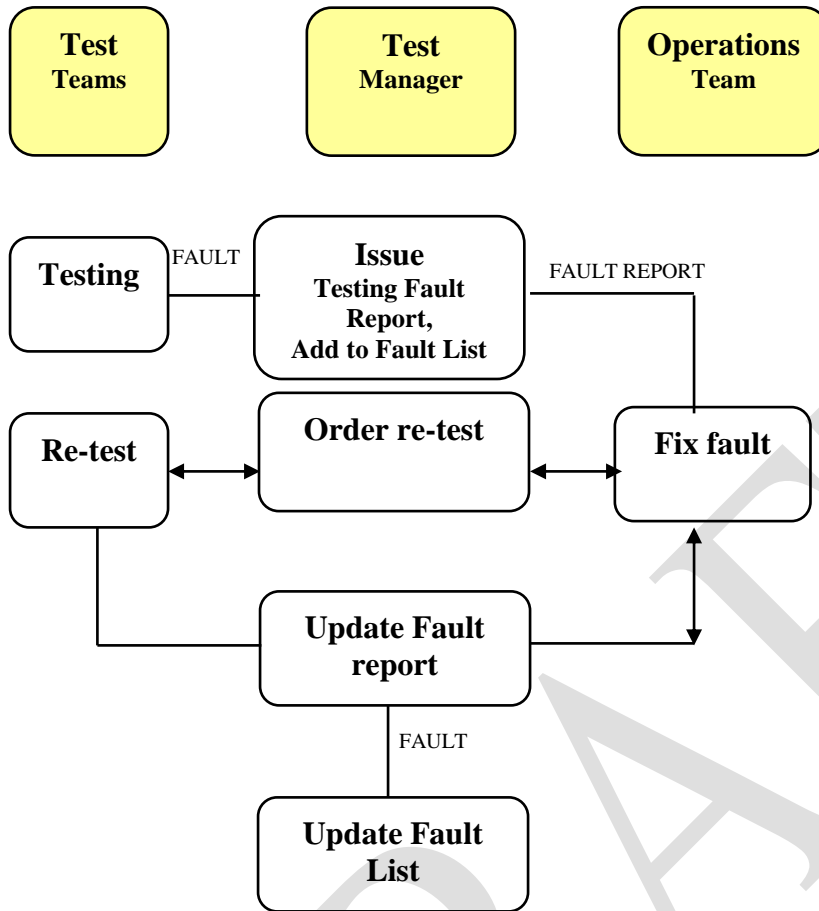 Test
Teams
Test
Manager
Operations
Team
Testing
FAULT
Issue
Testing Fault
Report,
Add to Fault List
FAULT REPORT
Re-test
Order re-test
Fix fault
Update Fault
report
FAULT
Update Fault
List